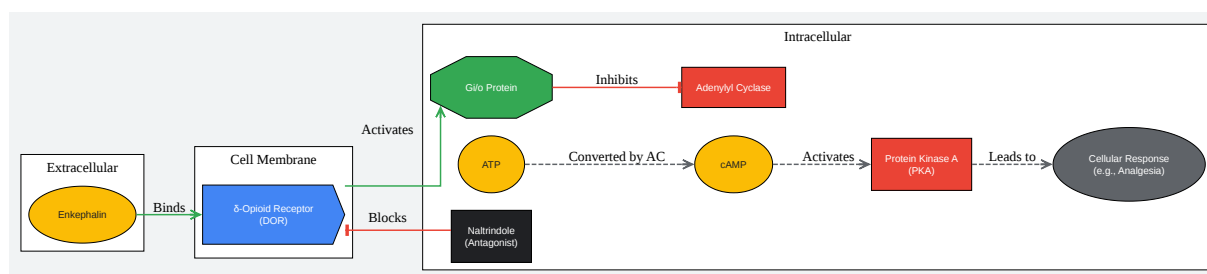 Intracellular
Gi/o Protein
Inhibits
Adenylyl Cyclase
Activates
ATP
Converted by AC
cAMP
Activates
Protein Kinase A
(PKA)
Leads to
Cellular Response
(e.g., Analgesia)
Extracellular
Enkephalin
Binds
Cell Membrane
δ-Opioid Receptor
(DOR)
Blocks
Naltrindole
(Antagonist)